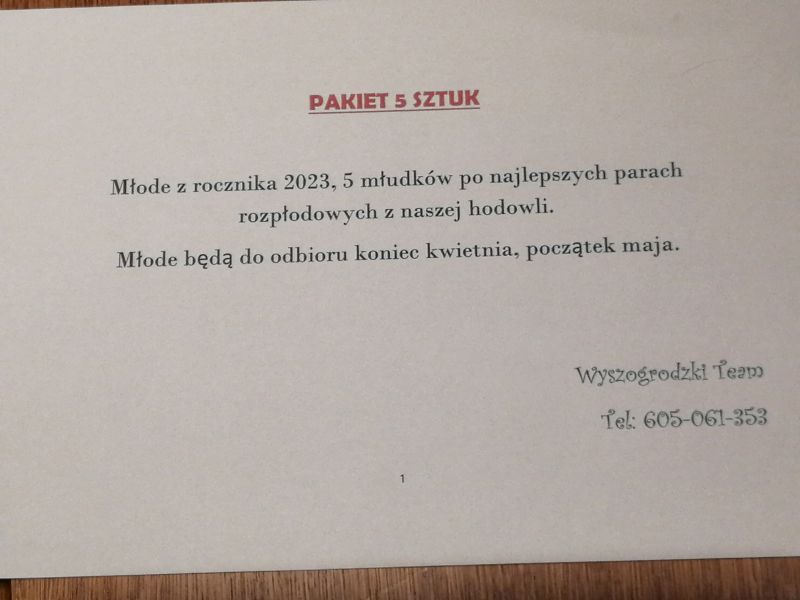 PAKIET 5 SZTUK
Młode z rocznika 2023, 5 młudków po najlepszych parach
rozpłodowych z naszej hodowli.
Młode będą do odbioru koniec kwietnia, początek maja.
Wyszogrodzki Team
Tel: 605-061-353
1